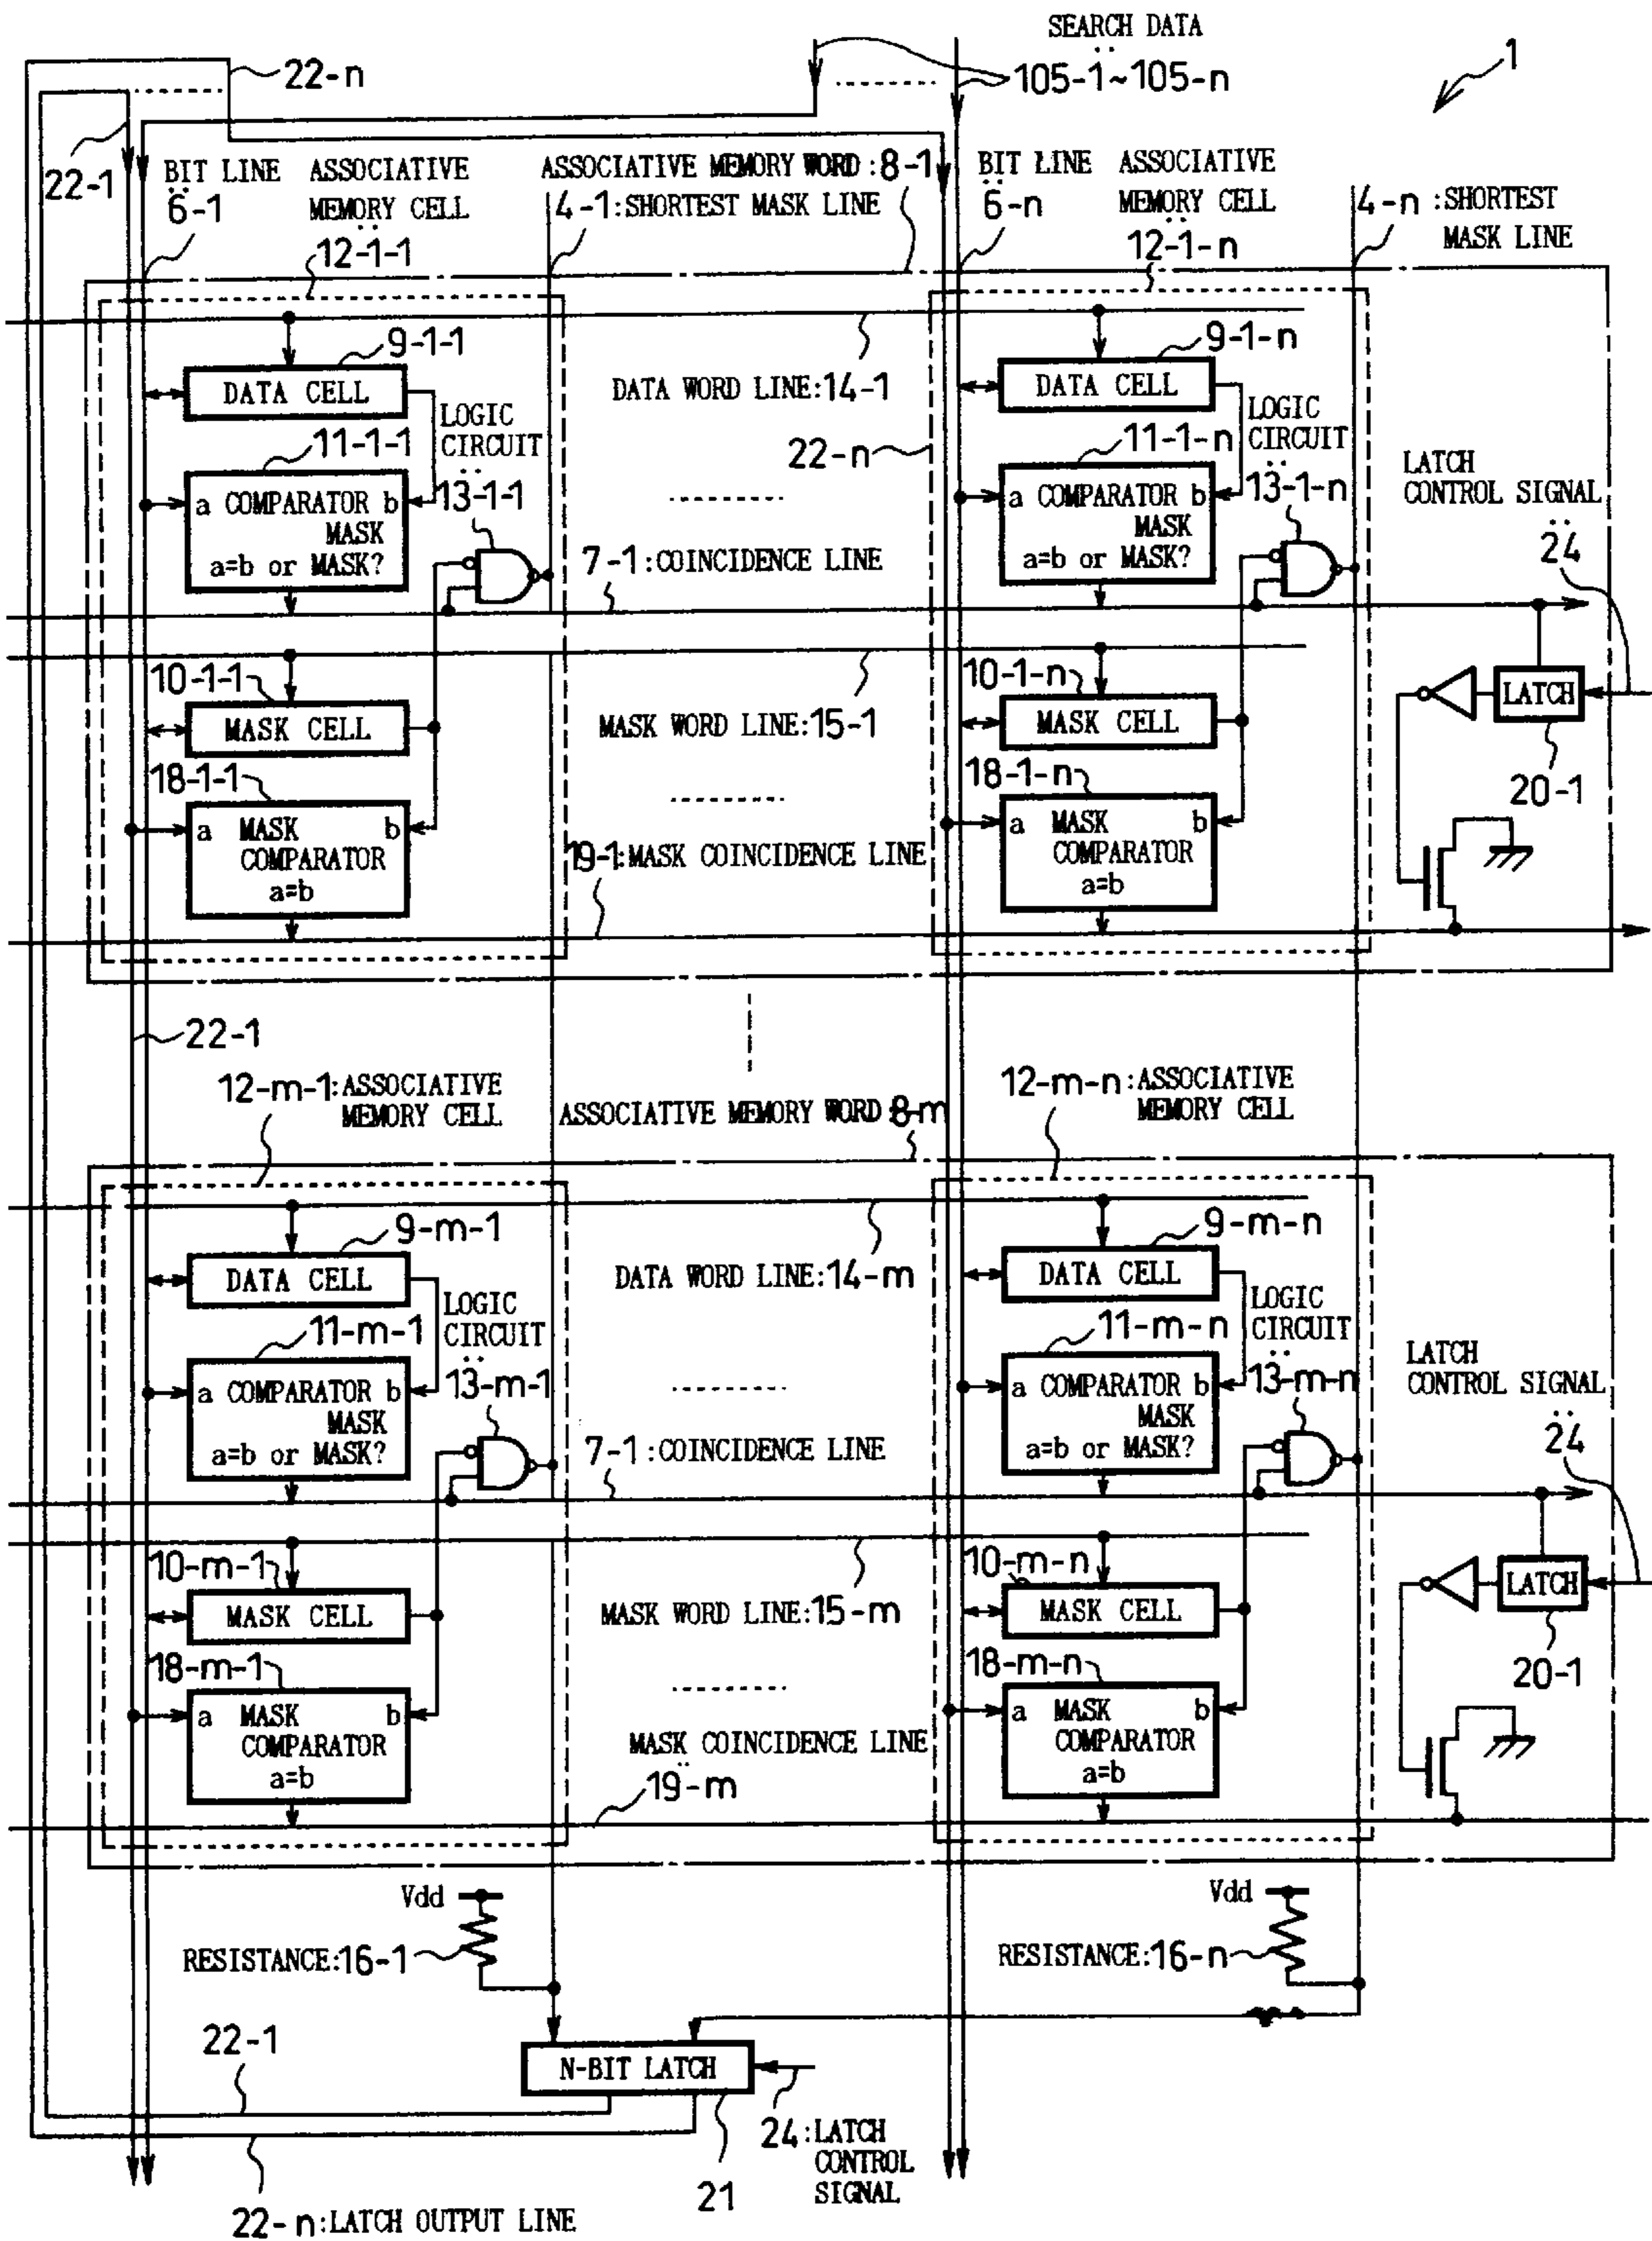 SEARCH DATA
105-1~105-n
1
22-n
22-1
BIT LINE
6-1
ASSOCIATIVE
MEMORY CELL
12-1-1
ASSOCIATIVE MEMORY WORD:8-1
4-1:SHORTEST MASK LINE
BIT LINE
6-n
ASSOCIATIVE
MEMORY CELL
12-1-n
4-n:SHORTEST
MASK LINE
9-1-1
DATA CELL
LOGIC
CIRCUIT
13-1-1
11-1-1
a COMPARATOR b
MASK
a=b or MASK?
DATA WORD LINE:14-1
22-n
7-1:COINCIDENCE LINE
9-1-n
DATA CELL
LOGIC
CIRCUIT
13-1-n
11-1-n
a COMPARATOR b
MASK
a=b or MASK?
LATCH
CONTROL SIGNAL
24
10-1-1
MASK CELL
MASK WORD LINE:15-1
10-1-n
MASK CELL
LATCH
20-1
18-1-1
a MASK b
COMPARATOR
a=b
19-1:MASK COINCIDENCE LINE
18-1-n
a MASK b
COMPARATOR
a=b
22-1
12-m-1:ASSOCIATIVE
MEMORY CELL
ASSOCIATIVE MEMORY WORD:8-m
12-m-n:ASSOCIATIVE
MEMORY CELL
9-m-1
DATA CELL
LOGIC
CIRCUIT
13-m-1
11-m-1
a COMPARATOR b
MASK
a=b or MASK?
DATA WORD LINE:14-m
7-1:COINCIDENCE LINE
9-m-n
DATA CELL
LOGIC
CIRCUIT
13-m-n
11-m-n
a COMPARATOR b
MASK
a=b or MASK?
LATCH
CONTROL SIGNAL
24
10-m-1
MASK CELL
MASK WORD LINE:15-m
10-m-n
MASK CELL
LATCH
20-1
18-m-1
a MASK b
COMPARATOR
a=b
MASK COINCIDENCE LINE
19-m
18-m-n
a MASK b
COMPARATOR
a=b
Vdd
RESISTANCE:16-1
Vdd
RESISTANCE:16-n
22-1
N-BIT LATCH
21
24:LATCH
CONTROL
SIGNAL
22-n:LATCH OUTPUT LINE